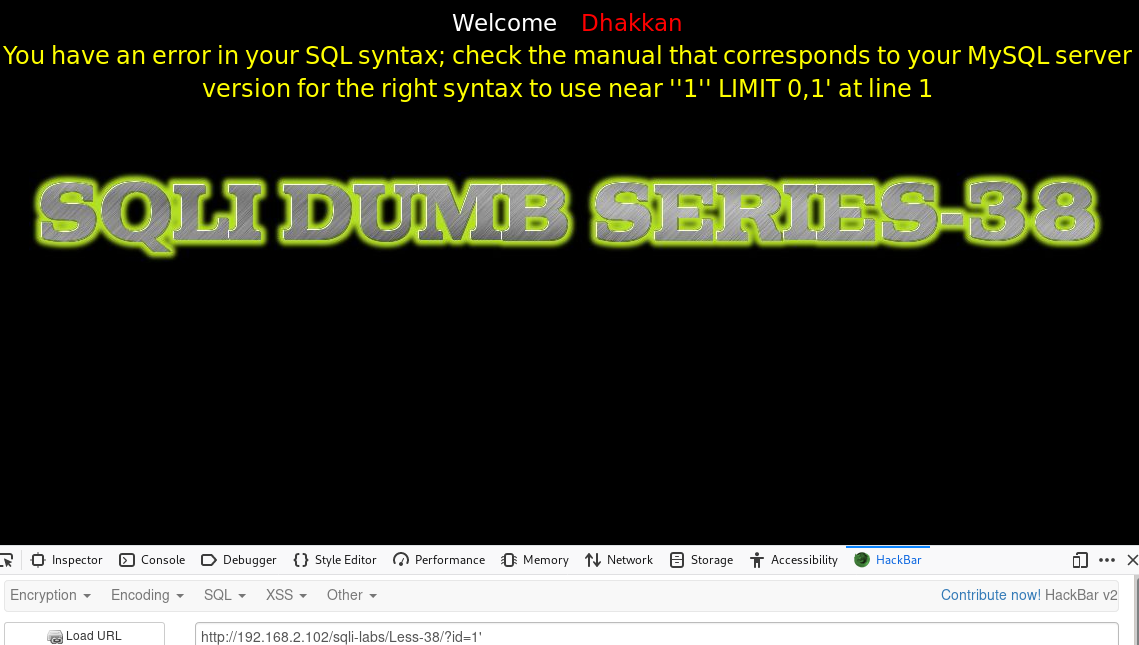 Welcome Dhakkan
You have an error in your SQL syntax; check the manual that corresponds to your MySQL server
version for the right syntax to use near ''1'' LIMIT 0,1' at line 1
SQLI DUMB SERIES-38
Inspector Console Debugger Style Editor Performance Memory Network Storage Accessibility HackBar
Encryption Encoding SQL XSS Other Contribute now! HackBar v2
Load URL http://192.168.2.102/sqli-labs/Less-38/?id=1'